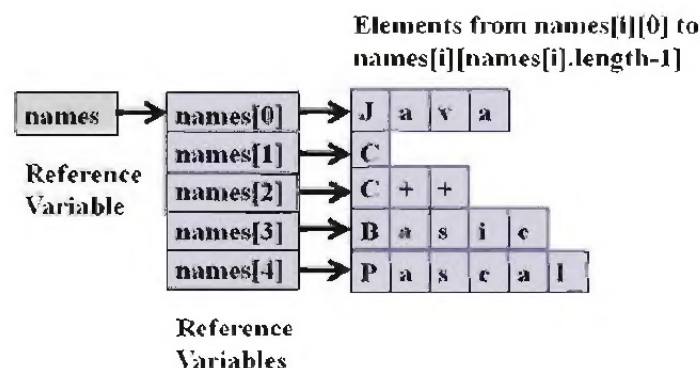 Elements from names[i][0] to
names[i][names[i].length-1]
names
names[0]
J a v a
names[1]
C
Reference
Variable
names[2]
C + +
names[3]
B a s i c
names[4]
P a s c a l
Reference
Variables